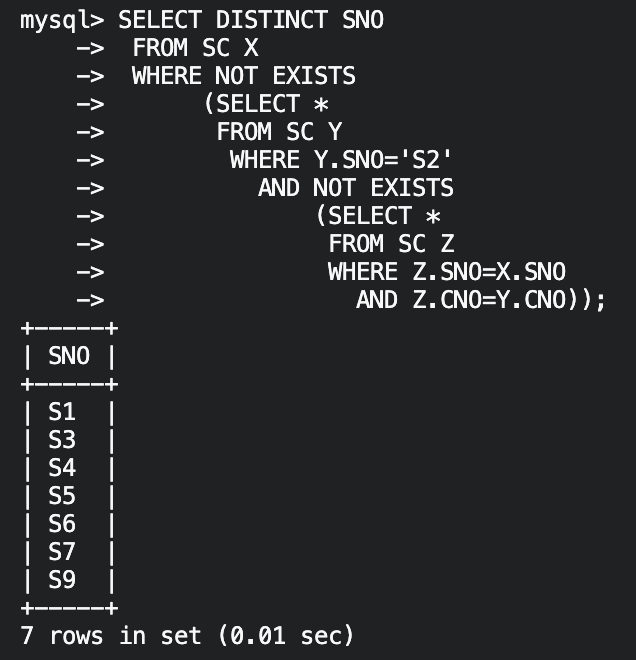 mysql> SELECT DISTINCT SNO
    ->  FROM SC X
    ->  WHERE NOT EXISTS
    ->       (SELECT *
    ->        FROM SC Y
    ->         WHERE Y.SNO='S2'
    ->           AND NOT EXISTS
    ->               (SELECT *
    ->                FROM SC Z
    ->                WHERE Z.SNO=X.SNO
    ->                  AND Z.CNO=Y.CNO));
+-----+
| SNO |
+-----+
| S1  |
| S3  |
| S4  |
| S5  |
| S6  |
| S7  |
| S9  |
+-----+
7 rows in set (0.01 sec)